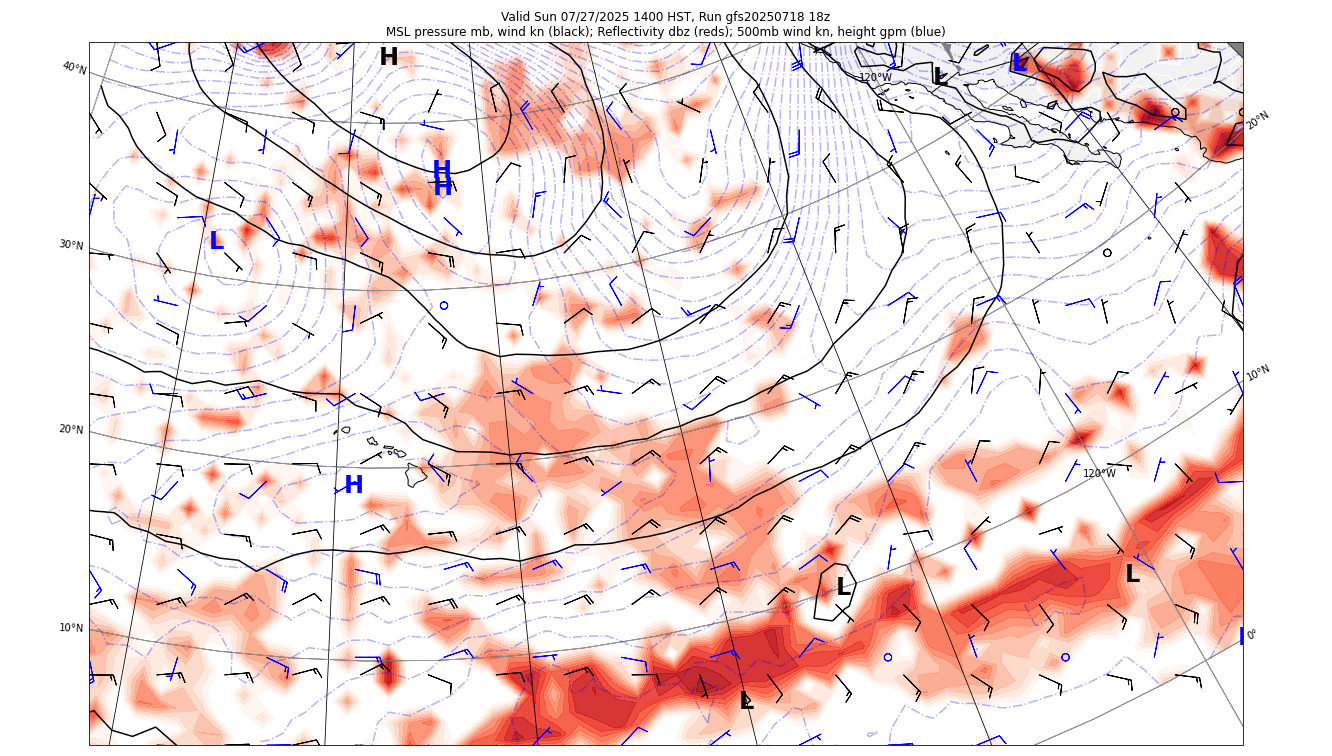 Valid Sun 07/27/2025 1400 HST, Run gfs20250718 18z
MSL pressure mb, wind kn (black); Reflectivity dbz (reds); 500mb wind kn, height gpm (blue)
H
L
L
40°N
120°W
20°N
H
H
30°N
L
10°N
20°N
120°W
H
L
L
10°N
0°
L